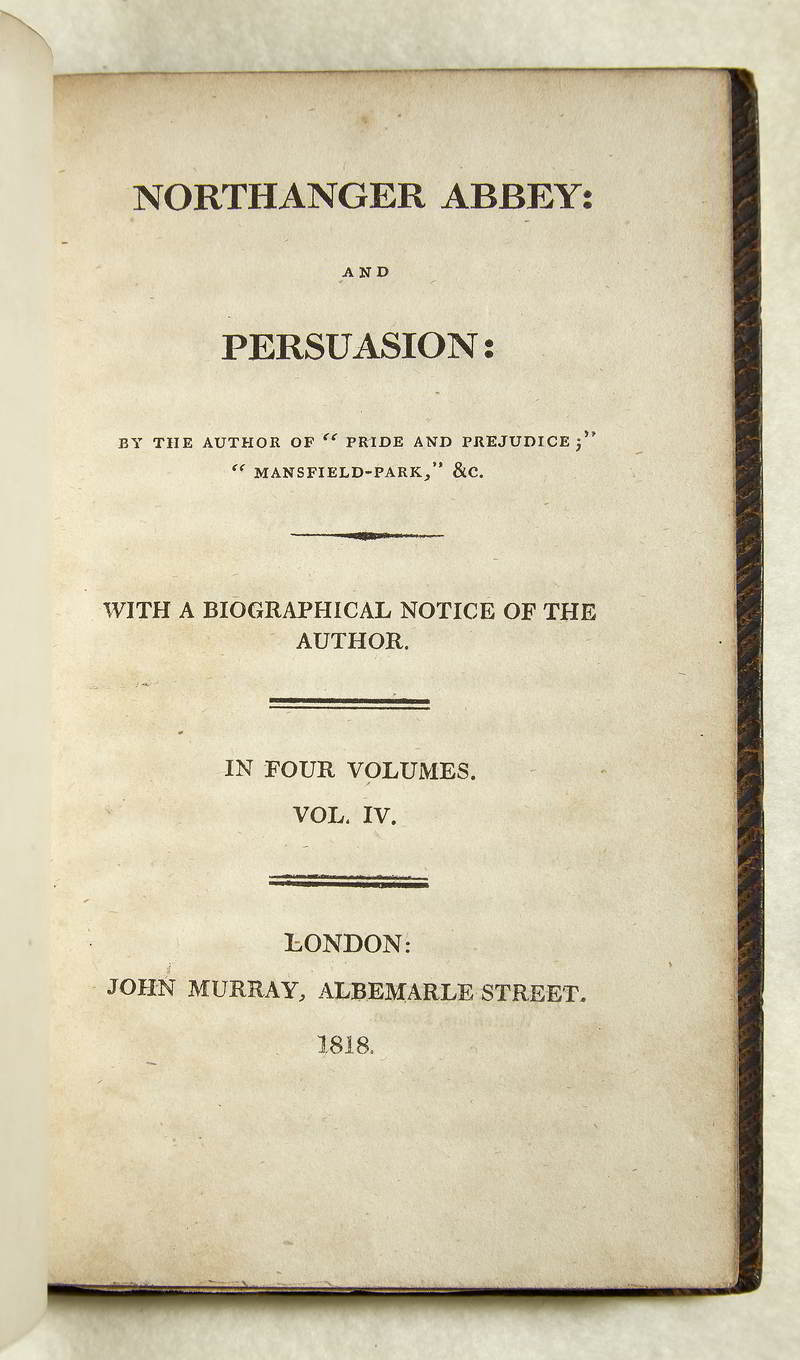 NORTHANGER ABBEY:
AND
PERSUASION:
BY THE AUTHOR OF “ PRIDE AND PREJUDICE ;”
“ MANSFIELD-PARK,” &C.
WITH A BIOGRAPHICAL NOTICE OF THE
AUTHOR.
IN FOUR VOLUMES.
VOL. IV.
LONDON:
JOHN MURRAY, ALBEMARLE STREET.
1818.